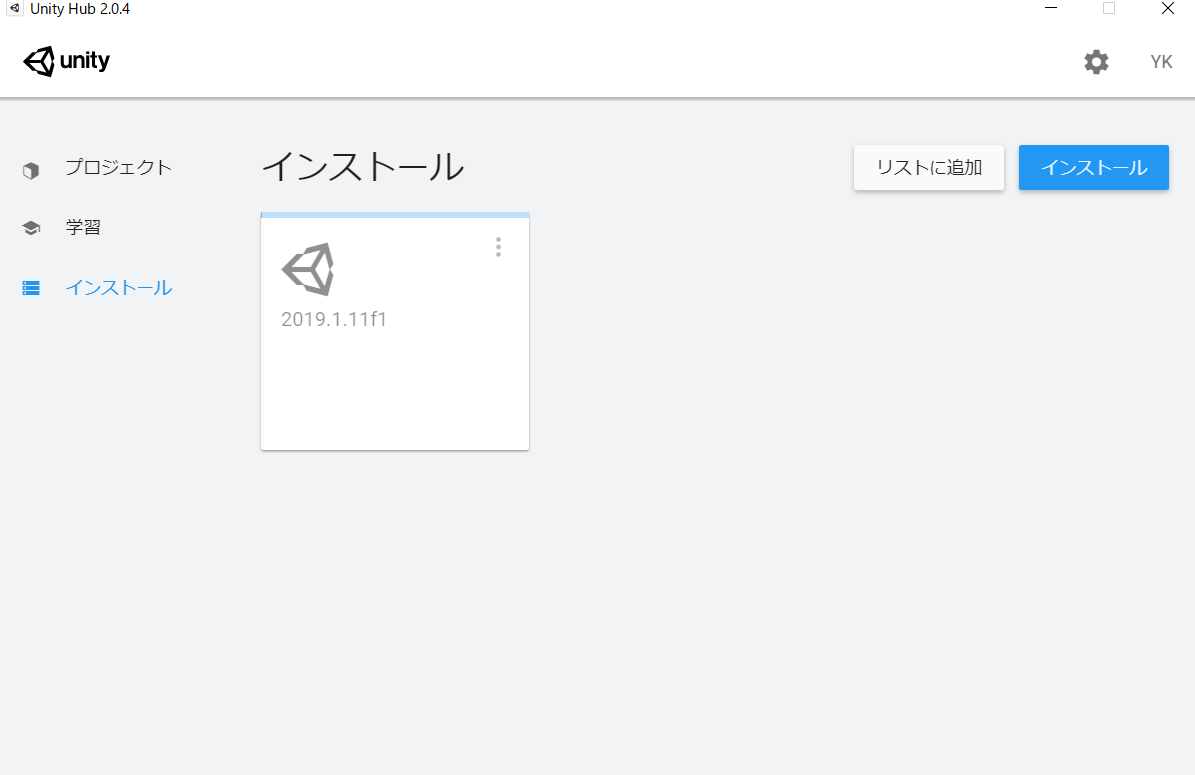 Unity Hub 2.0.4
unity
YK
プロジェクト
学習
インストール
インストール
リストに追加
インストール
2019.1.11f1